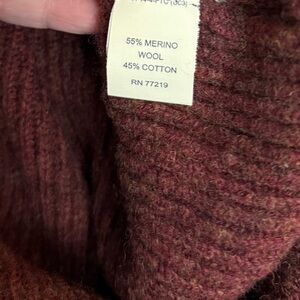 55% MERINO
WOOL
45% COTTON
RN 77219